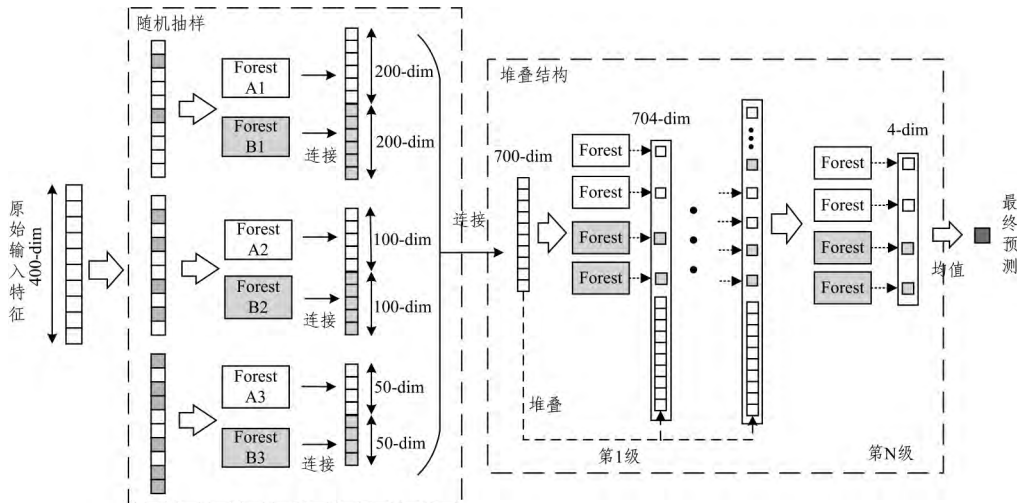 原始输入特征
400-dim
随机抽样
Forest
A1
Forest
B1
连接
200-dim
200-dim
Forest
A2
Forest
B2
连接
100-dim
100-dim
Forest
A3
Forest
B3
连接
50-dim
50-dim
连接
堆叠结构
700-dim
Forest
Forest
Forest
Forest
704-dim
堆叠
第1级
Forest
Forest
Forest
Forest
4-dim
第N级
均值
最终预测